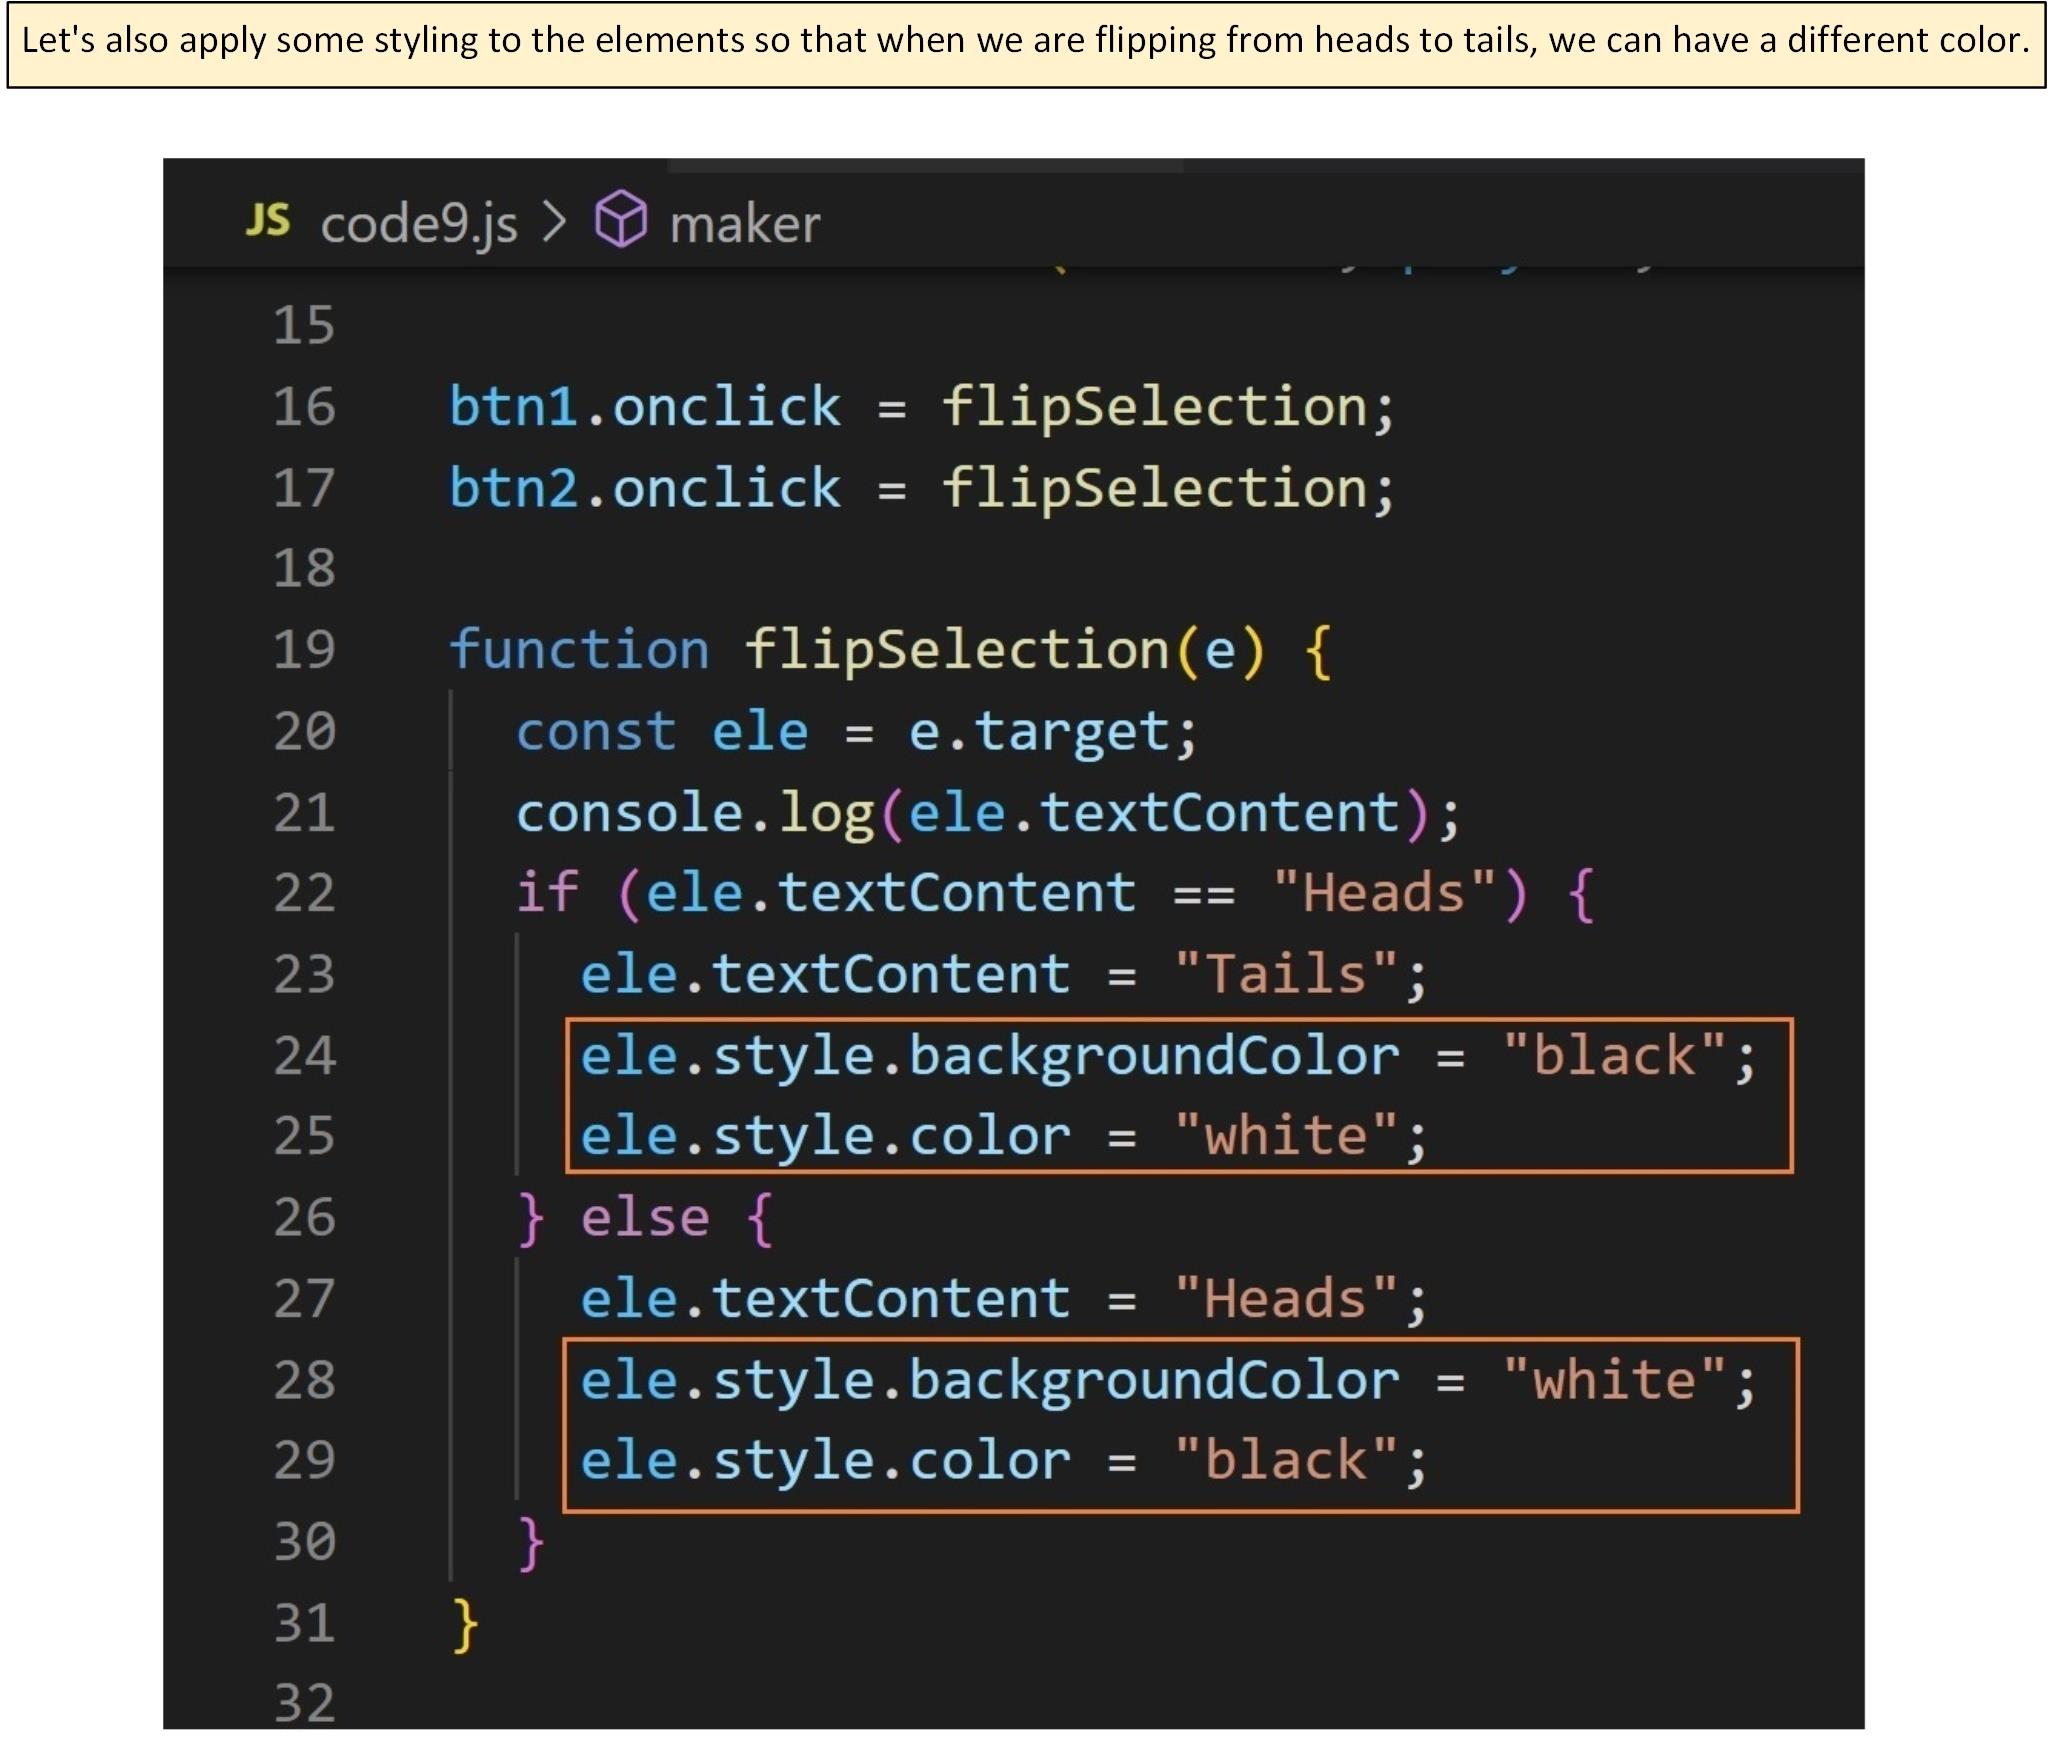 Let's also apply some styling to the elements so that when we are flipping from heads to tails, we can have a different color.
JS code9.js > maker
15
16 btn1.onclick = flipSelection;
17 btn2.onclick = flipSelection;
18
19 function flipSelection(e) {
20 const ele = e.target;
21 console.log(ele.textContent);
22 if (ele.textContent == "Heads") {
23 ele.textContent = "Tails";
24 ele.style.backgroundColor = "black";
25 ele.style.color = "white";
26 } else {
27 ele.textContent = "Heads";
28 ele.style.backgroundColor = "white";
29 ele.style.color = "black";
30 }
31 }
32